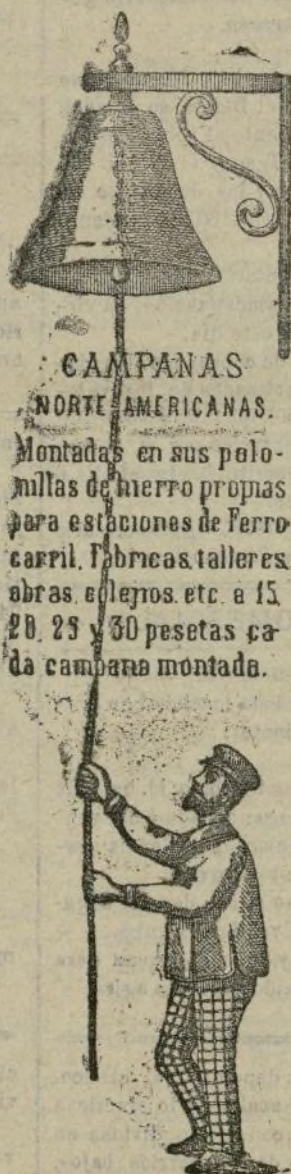 CAMPANAS
NORTE AMERICANAS.
Montadas en sus palo-
millas de hierro propias
para estaciones de Ferro
carril. Fábricas, talleres,
obras, colejios. etc. a 15
20, 25 y 30 pesetas ca-
da campana montada.